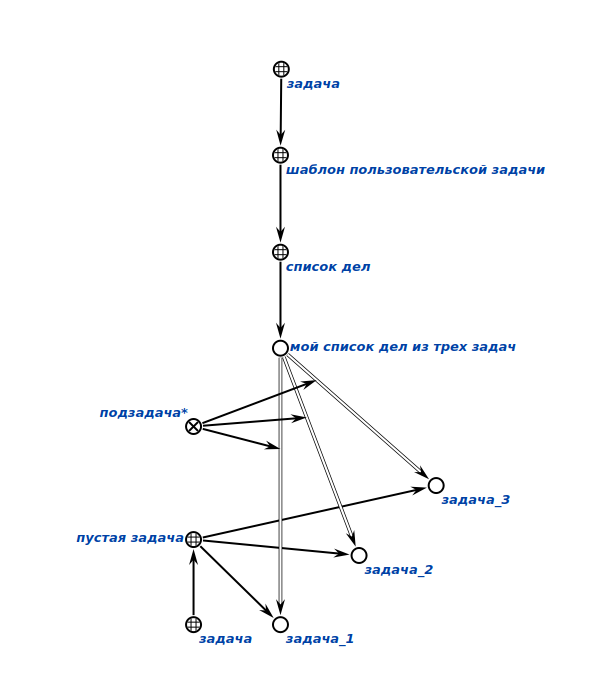 задача
шаблон пользовательской задачи
список дел
мой список дел из трех задач
подзадача*
задача_3
пустая задача
задача_2
задача
задача_1